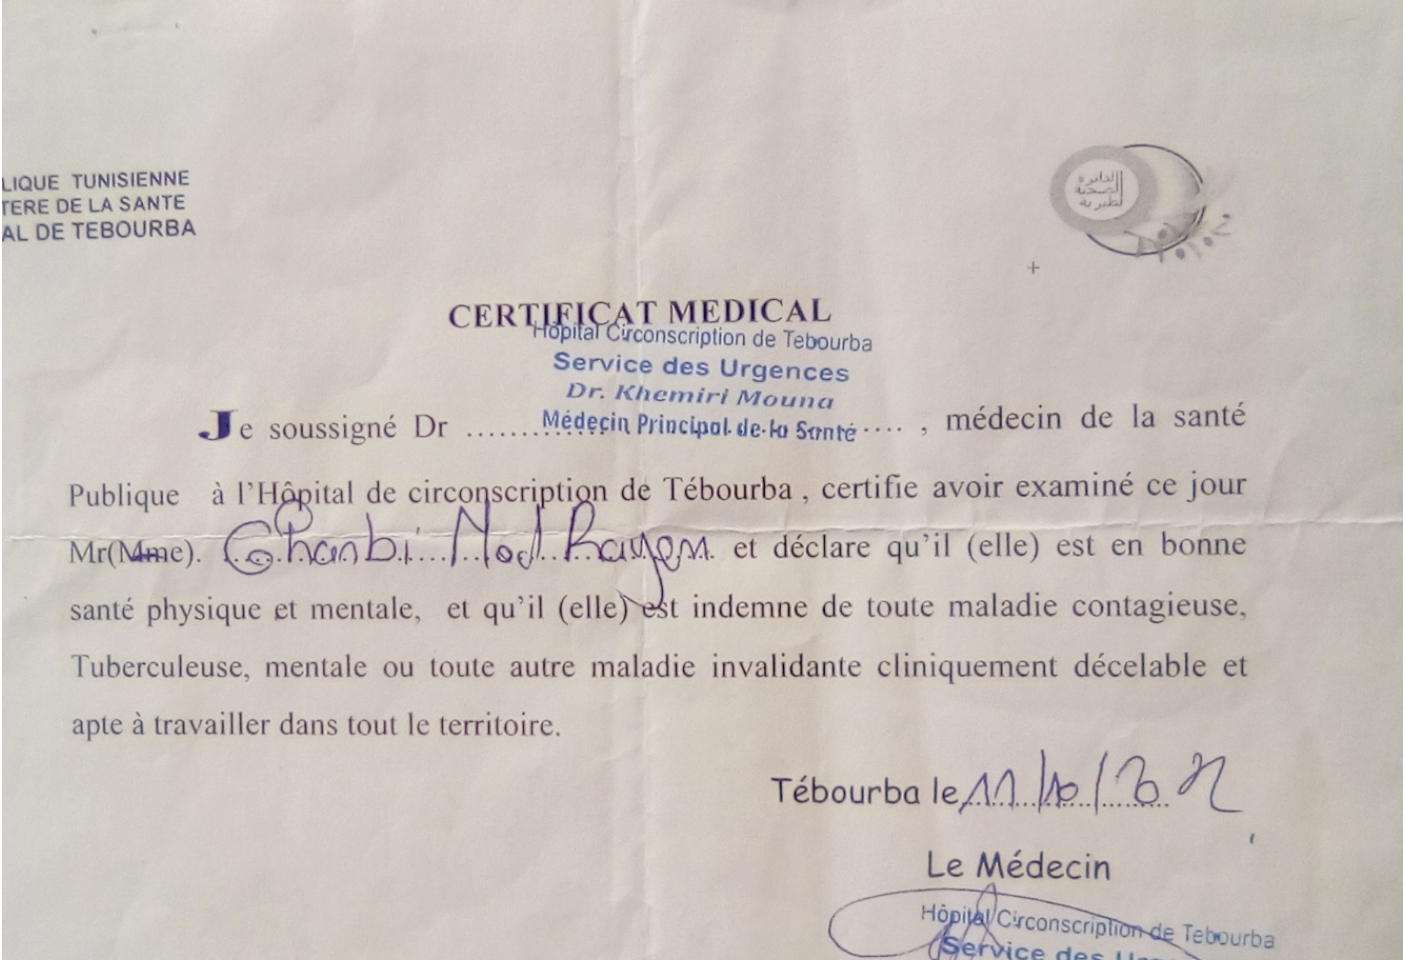 LIQUE TUNISIENNE
TERE DE LA SANTE
AL DE TEBOURBA
الدائرة
الصحية
لطبربة
CERTIFICAT MEDICAL
Hôpital Circonscription de Tebourba
Service des Urgences
Dr. Khemiri Mouna
Médecin Principal de la Santé
Je soussigné Dr .................... , médecin de la santé
Publique à l'Hôpital de circonscription de Tébourba , certifie avoir examiné ce jour
Mr(Mme). Ghanbi Med Rayen et déclare qu'il (elle) est en bonne
santé physique et mentale, et qu'il (elle) est indemne de toute maladie contagieuse,
Tuberculeuse, mentale ou toute autre maladie invalidante cliniquement décelable et
apte à travailler dans tout le territoire.
Tébourba le 11/10/
Le Médecin
Hôpital Circonscription de Tebourba
Service des